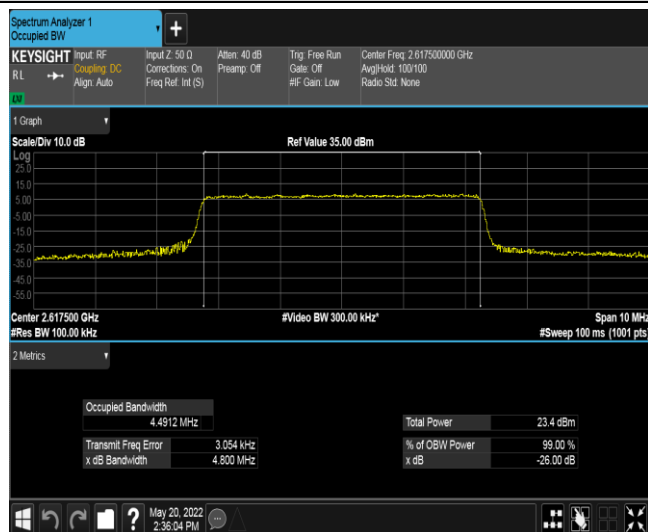 Spectrum Analyzer 1
Occupied BW
+
KEYSIGHT
Input: RF
Input Z: 50 Ω
Atten: 40 dB
Trig: Free Run
Center Freq: 2.617500000 GHz
RL
Coupling: DC
Corrections: On
Preamp: Off
Gate: Off
Avg|Hold: 100/100
Align: Auto
Freq Ref: Int (S)
#IF Gain: Low
Radio Std: None
1 Graph
Scale/Div 10.0 dB
Ref Value 35.00 dBm
Log
25.0
15.0
5.00
-5.00
-15.0
-25.0
-35.0
-45.0
-55.0
Center 2.617500 GHz
#Video BW 300.00 kHz*
Span 10 MHz
#Res BW 100.00 kHz
#Sweep 100 ms (1001 pts)
2 Metrics
Occupied Bandwidth
4.4912 MHz
Total Power
23.4 dBm
Transmit Freq Error
3.054 kHz
% of OBW Power
99.00 %
x dB Bandwidth
4.800 MHz
x dB
-26.00 dB
?
May 20, 2022
2:36:04 PM